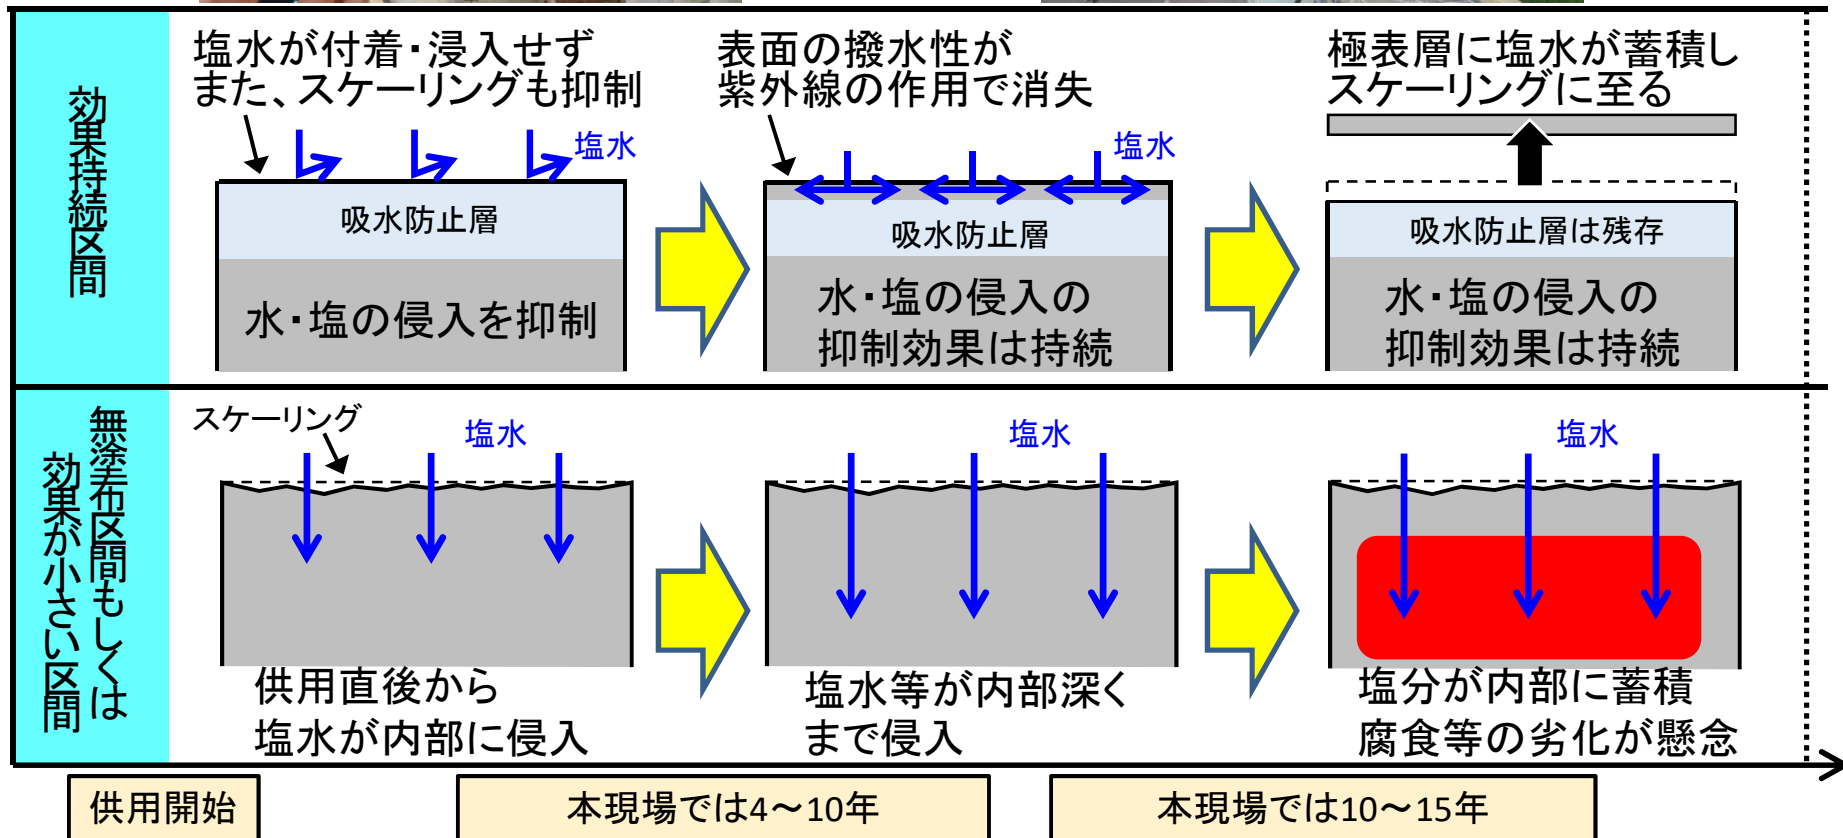 効果持続区間
塩水が付着・浸入せず
また、スケーリングも抑制
塩水
吸水防止層
水・塩の侵入を抑制
表面の撥水性が
紫外線の作用で消失
塩水
吸水防止層
水・塩の侵入の
抑制効果は持続
極表層に塩水が蓄積し
スケーリングに至る
吸水防止層は残存
水・塩の侵入の
抑制効果は持続
無塗布区間もしくは
効果が小さい区間
スケーリング
塩水
供用直後から
塩水が内部に侵入
塩水
塩水等が内部深く
まで侵入
塩水
塩分が内部に蓄積
腐食等の劣化が懸念
供用開始
本現場では4～10年
本現場では10～15年